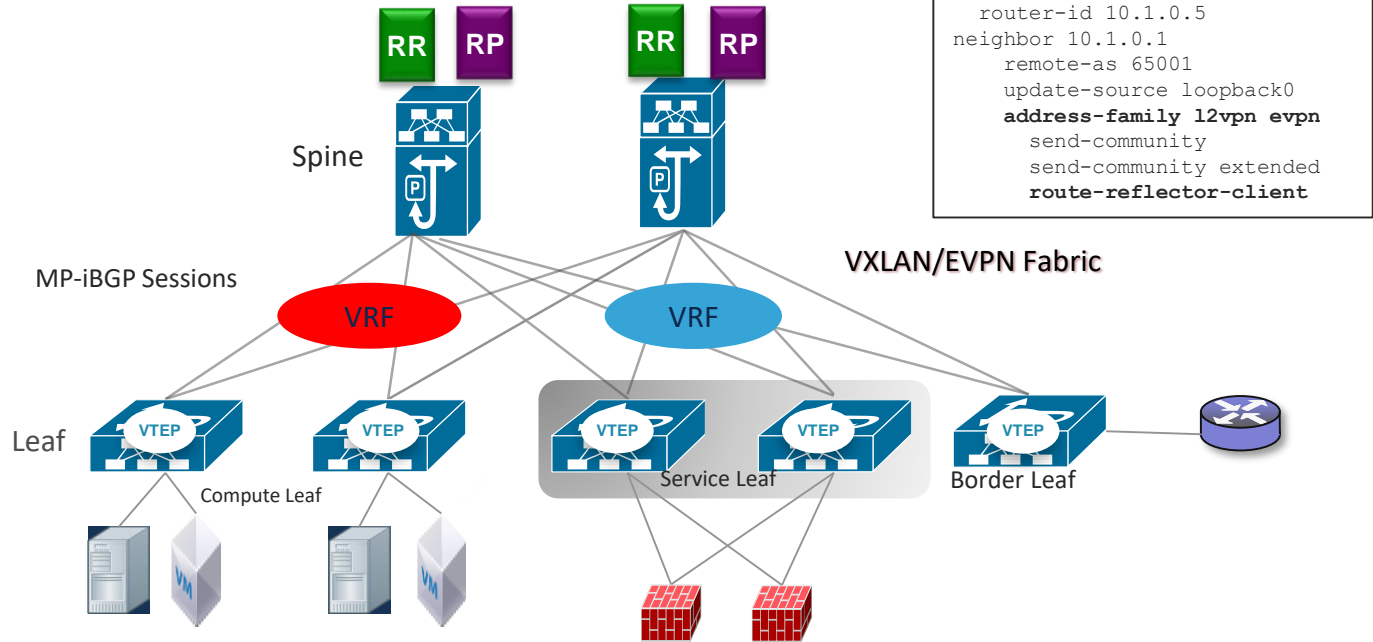 RR
RP
RR
RP
router-id 10.1.0.5
neighbor 10.1.0.1
remote-as 65001
update-source loopback0
address-family l2vpn evpn
send-community
send-community extended
route-reflector-client
Spine
P
P
MP-iBGP Sessions
VXLAN/EVPN Fabric
VRF
VRF
Leaf
VTEP
VTEP
VTEP
VTEP
VTEP
Compute Leaf
Service Leaf
Border Leaf
VM
VM